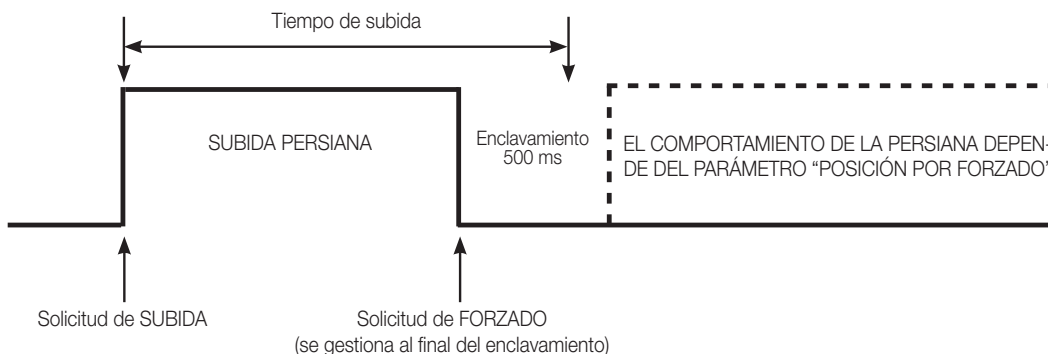 Tiempo de subida
SUBIDA PERSIANA
Enclavamiento
500 ms
EL COMPORTAMIENTO DE LA PERSIANA DEPEN-
DE DEL PARÁMETRO “POSICIÓN POR FORZADO”
Solicitud de SUBIDA
Solicitud de FORZADO
(se gestiona al final del enclavamiento)